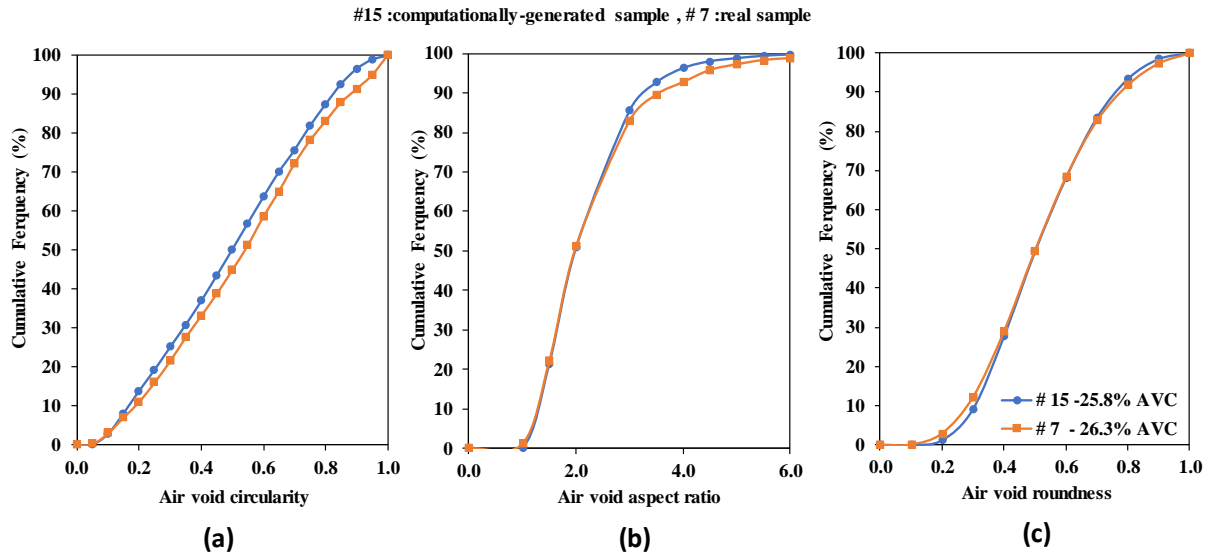 #15 :computationally-generated sample , # 7 :real sample
Cumulative Ferquency (%)
100
90
80
70
60
50
40
30
20
10
0
0.0 0.2 0.4 0.6 0.8 1.0
Air void circularity
(a)
Cumulative Ferquency (%)
100
90
80
70
60
50
40
30
20
10
0
0.0 2.0 4.0 6.0
Air void aspect ratio
(b)
Cumulative Ferquency (%)
100
90
80
70
60
50
40
30
20
10
0
# 15 -25.8% AVC
# 7 - 26.3% AVC
0.0 0.2 0.4 0.6 0.8 1.0
Air void roundness
(c)